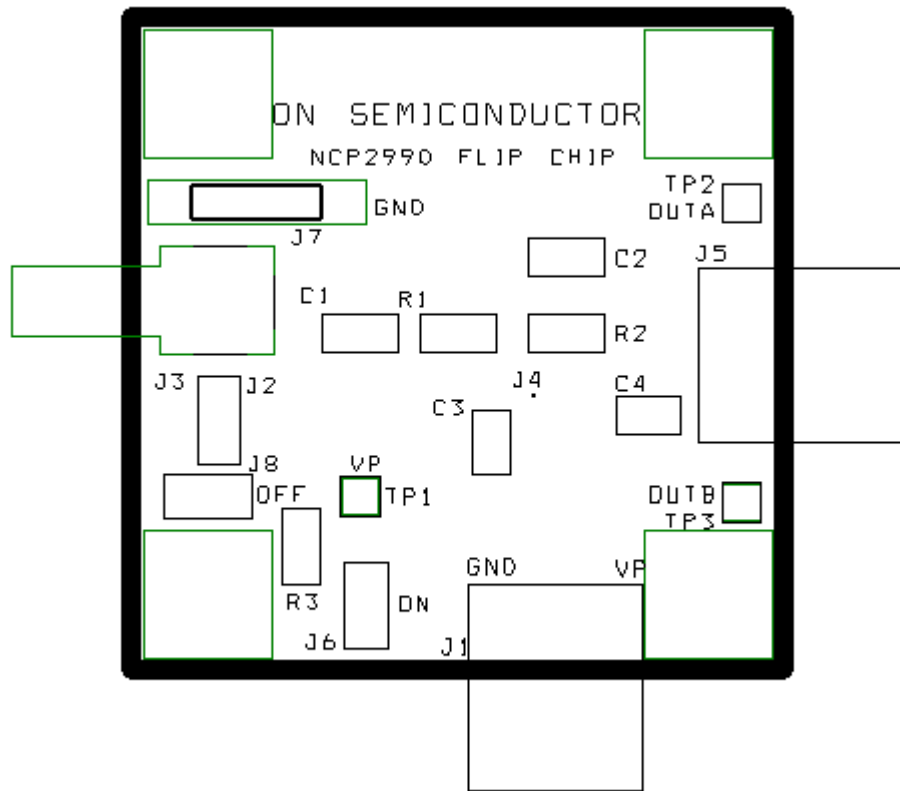 ON SEMICONDUCTOR
NCP2990 FLIP CHIP
TP2
OUTA
GND
J7
J5
C2
C1
R1
R2
J3
J2
J4
C4
C3
J8
OFF
VP
TP1
OUTB
TP3
GND
VP
R3
ON
J6
J1